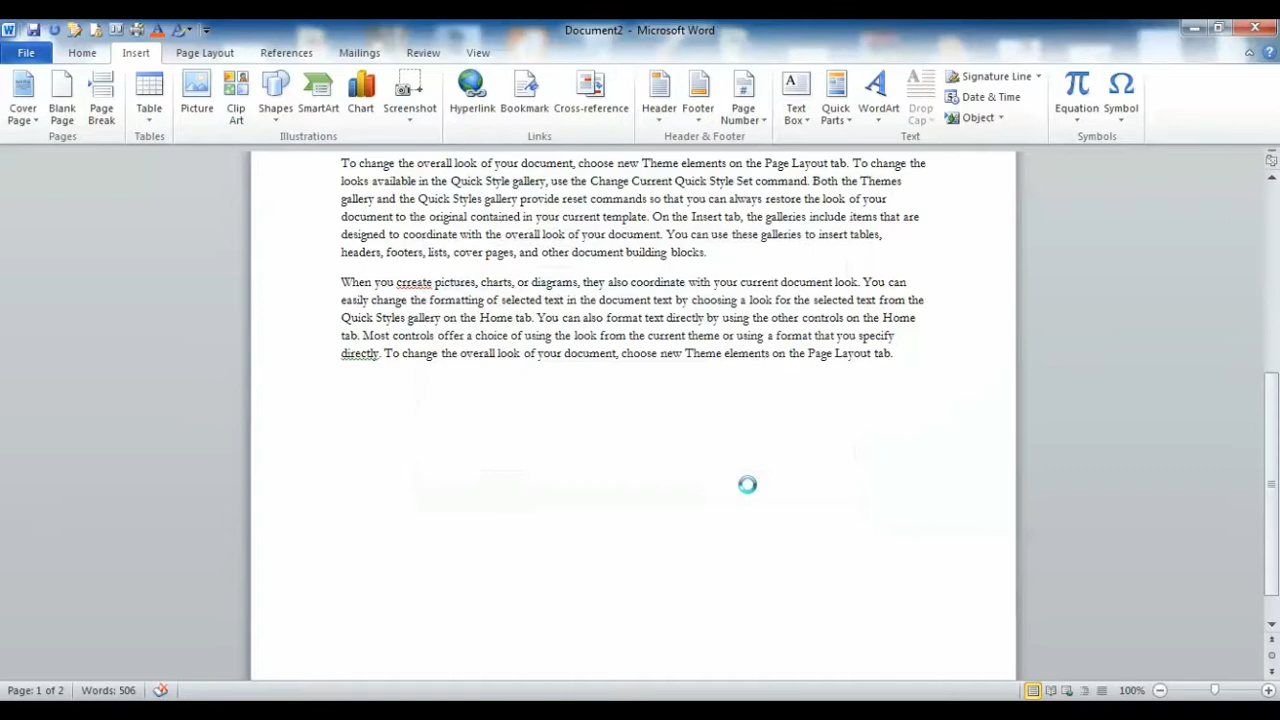 Document2 - Microsoft Word
File Home Insert Page Layout References Mailings Review View
Cover Page Blank Page Page Break Table Picture Clip Art Shapes SmartArt Chart Screenshot Hyperlink Bookmark Cross-reference Header Footer Page Number Text Box Quick Parts WordArt Drop Cap Signature Line Date & Time Object Equation Symbol
Pages Tables Illustrations Links Header & Footer Text Symbols
To change the overall look of your document, choose new Theme elements on the Page Layout tab. To change the
looks available in the Quick Style gallery, use the Change Current Quick Style Set command. Both the Themes
gallery and the Quick Styles gallery provide reset commands so that you can always restore the look of your
document to the original contained in your current template. On the Insert tab, the galleries include items that are
designed to coordinate with the overall look of your document. You can use these galleries to insert tables,
headers, footers, lists, cover pages, and other document building blocks.
When you crreate pictures, charts, or diagrams, they also coordinate with your current document look. You can
easily change the formatting of selected text in the document text by choosing a look for the selected text from the
Quick Styles gallery on the Home tab. You can also format text directly by using the other controls on the Home
tab. Most controls offer a choice of using the look from the current theme or using a format that you specify
directly. To change the overall look of your document, choose new Theme elements on the Page Layout tab.
Page: 1 of 2 Words: 506 100%